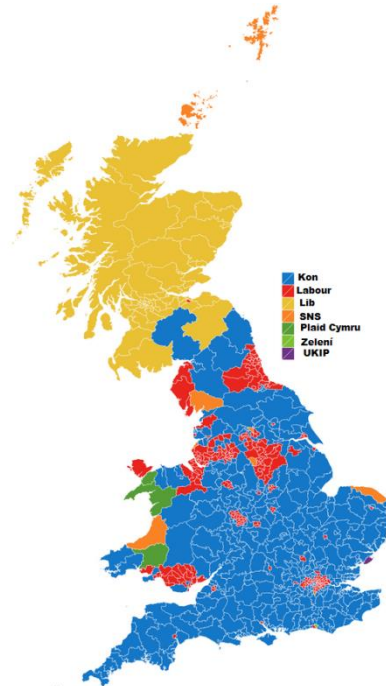 Kon
Labour
Lib
SNS
Plaid Cymru
Zelení
UKIP